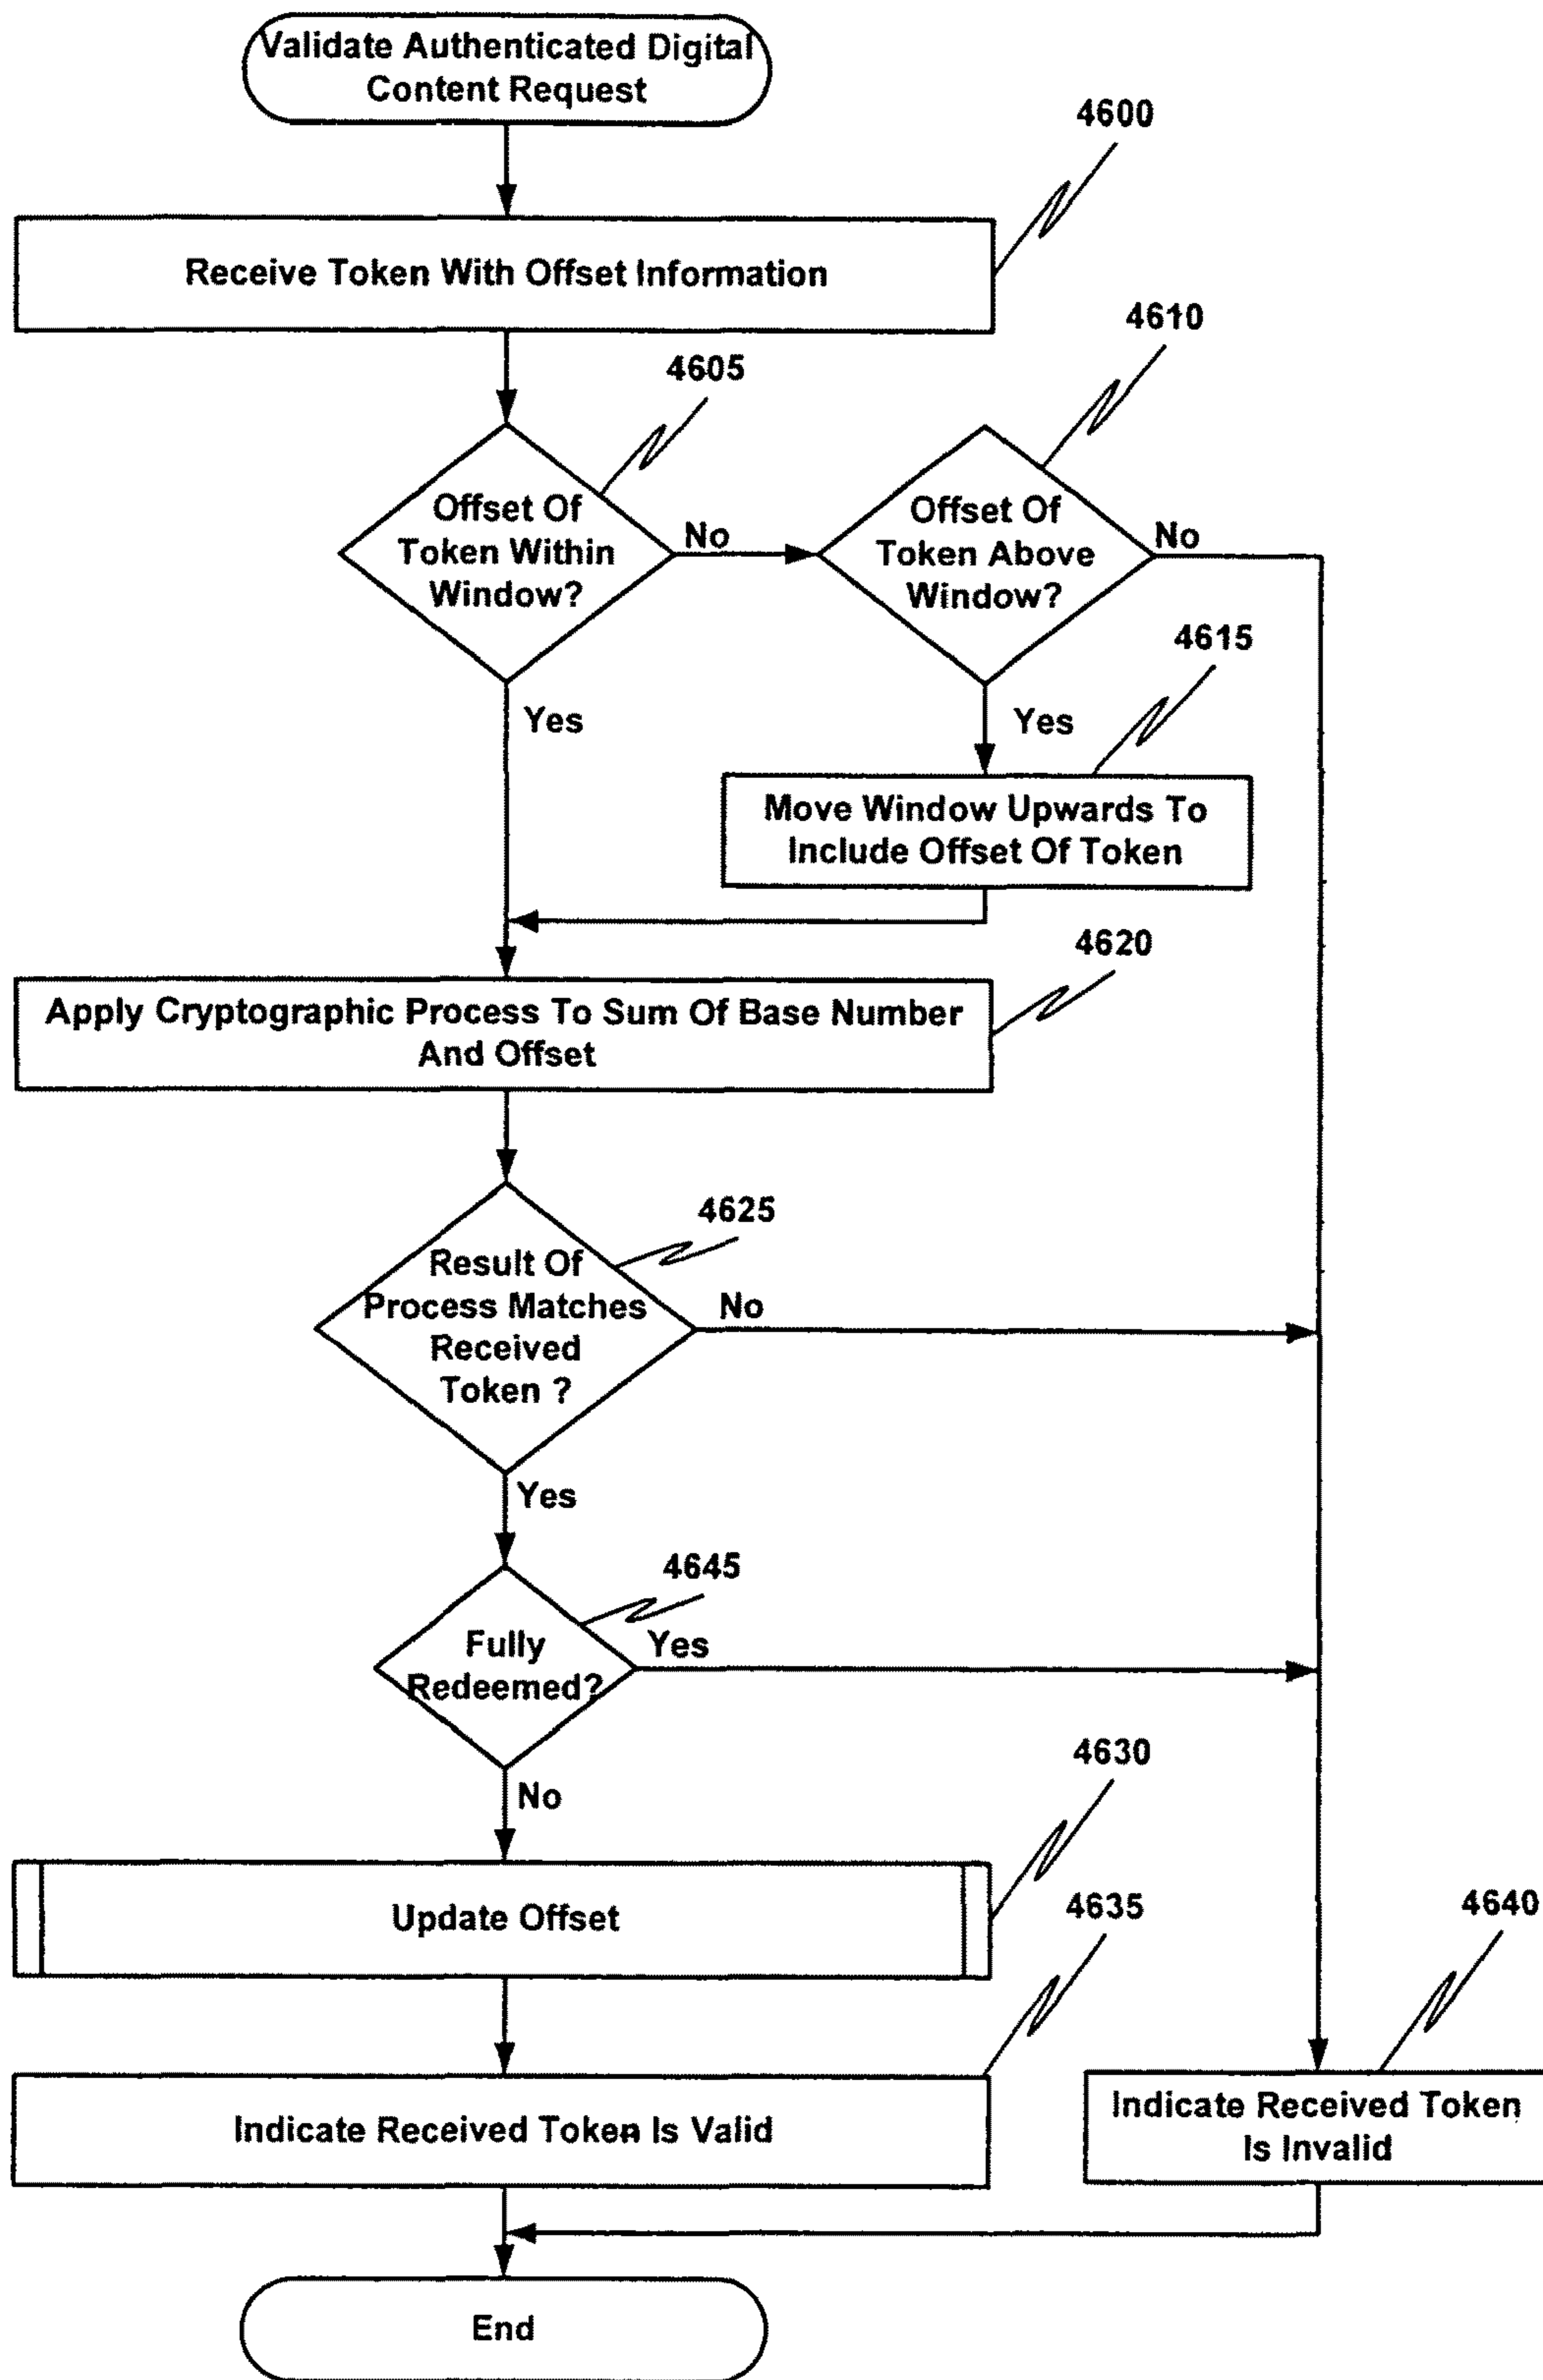 Validate Authenticated Digital
Content Request
4600
Receive Token With Offset Information
4610
4605
Offset Of
Token Within
Window?
No
Offset Of
Token Above
Window?
No
4615
Yes
Yes
Move Window Upwards To
Include Offset Of Token
4620
Apply Cryptographic Process To Sum Of Base Number
And Offset
4625
Result Of
Process Matches
Received
Token ?
No
Yes
4645
Fully
Redeemed?
Yes
No
4630
Update Offset
4635
4640
Indicate Received Token Is Valid
Indicate Received Token
Is Invalid
End